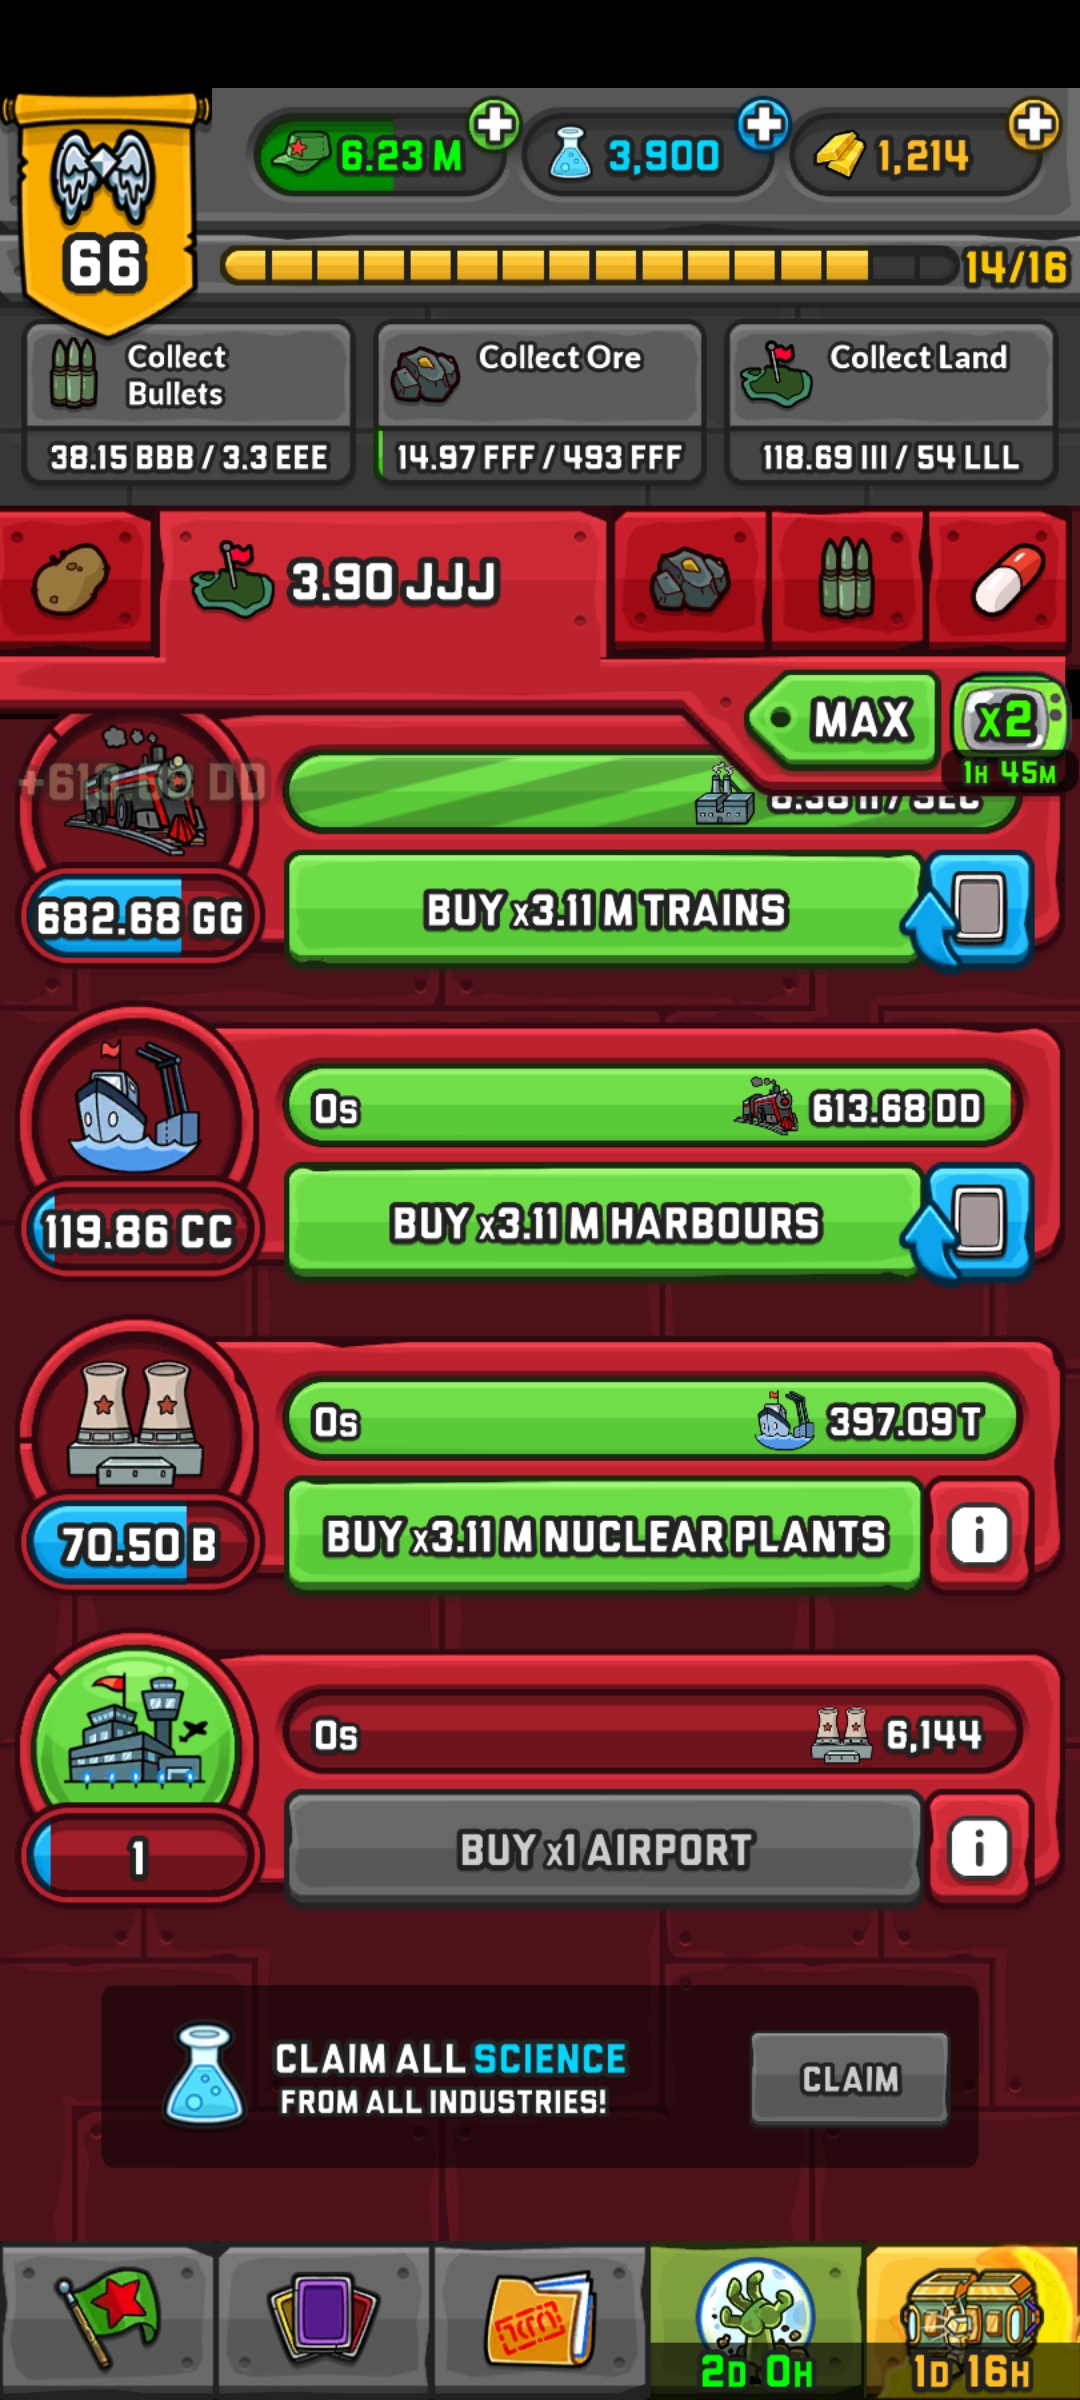 6.23 M
3,900
1,214
66
14/16
Collect
Bullets
38.15 BBB / 3.3 EEE
Collect Ore
14.97 FFF / 493 FFF
Collect Land
118.69 III / 54 LLL
3.90 JJJ
MAX
x2
1H 45M
+613.68 DD
682.68 GG
BUY x3.11 M TRAINS
0s
613.68 DD
119.86 CC
BUY x3.11 M HARBOURS
0s
397.09 T
70.50 B
BUY x3.11 M NUCLEAR PLANTS
i
0s
6,144
1
BUY x1 AIRPORT
i
CLAIM ALL SCIENCE
FROM ALL INDUSTRIES!
CLAIM
2D 0H
1D 16H